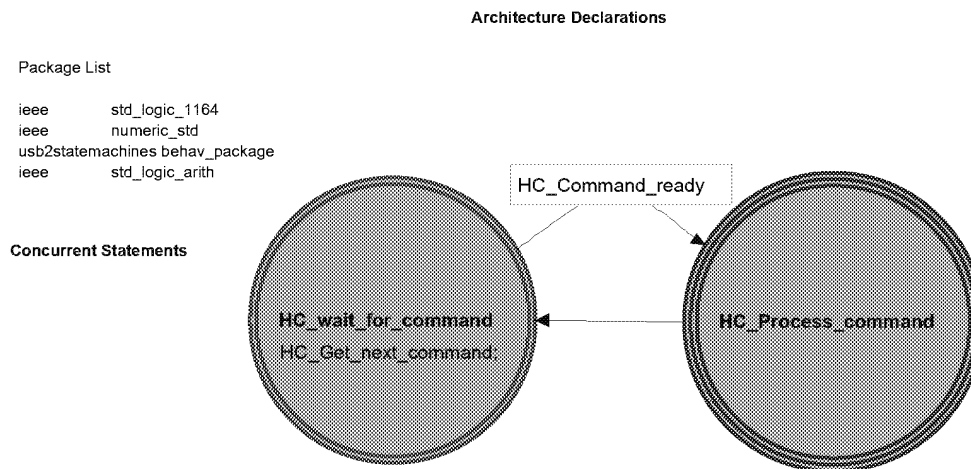 Architecture Declarations
Package List
ieee std_logic_1164
ieee numeric_std
usb2statemachines behav_package
ieee std_logic_arith
HC_Command_ready
Concurrent Statements
HC_wait_for_command
HC_Get_next_command;
HC_Process_command